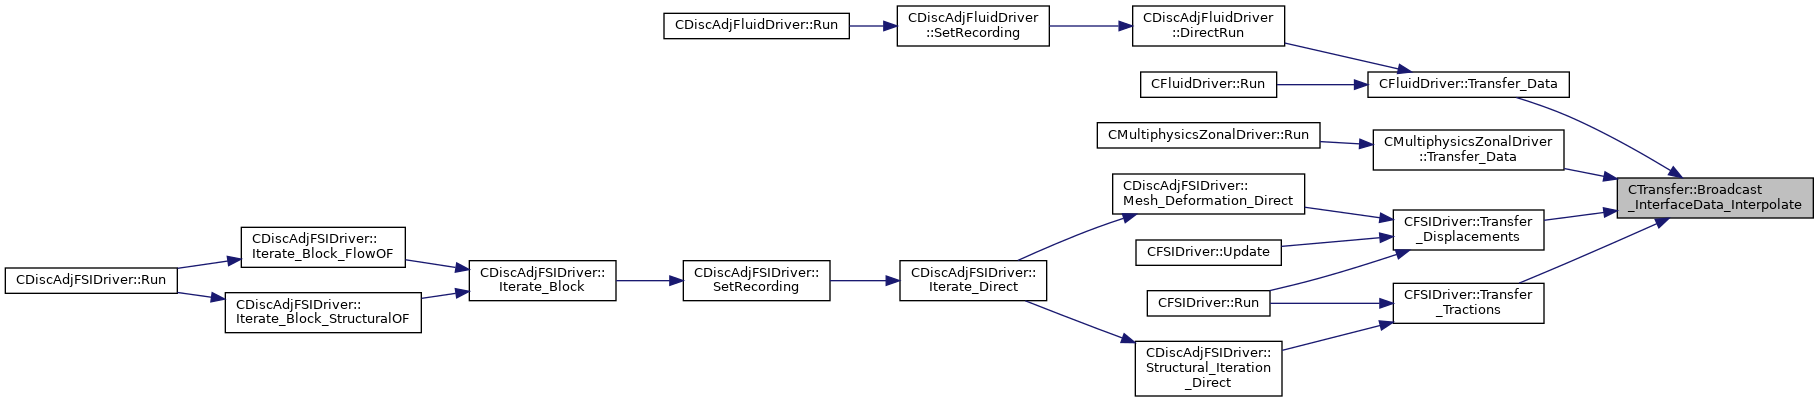 CDiscAdjFluidDriver::Run
CDiscAdjFluidDriver
::SetRecording
CDiscAdjFluidDriver
::DirectRun
CFluidDriver::Run
CFluidDriver::Transfer_Data
CMultiphysicsZonalDriver::Run
CMultiphysicsZonalDriver
::Transfer_Data
CTransfer::Broadcast
_InterfaceData_Interpolate
CDiscAdjFSIDriver::
Mesh_Deformation_Direct
CFSIDriver::Transfer
_Displacements
CFSIDriver::Update
CDiscAdjFSIDriver::
Iterate_Block_FlowOF
CDiscAdjFSIDriver::Run
CDiscAdjFSIDriver::
Iterate_Block_StructuralOF
CDiscAdjFSIDriver::
Iterate_Block
CDiscAdjFSIDriver::
SetRecording
CDiscAdjFSIDriver::
Iterate_Direct
CFSIDriver::Run
CFSIDriver::Transfer
_Tractions
CDiscAdjFSIDriver::
Structural_Iteration
_Direct